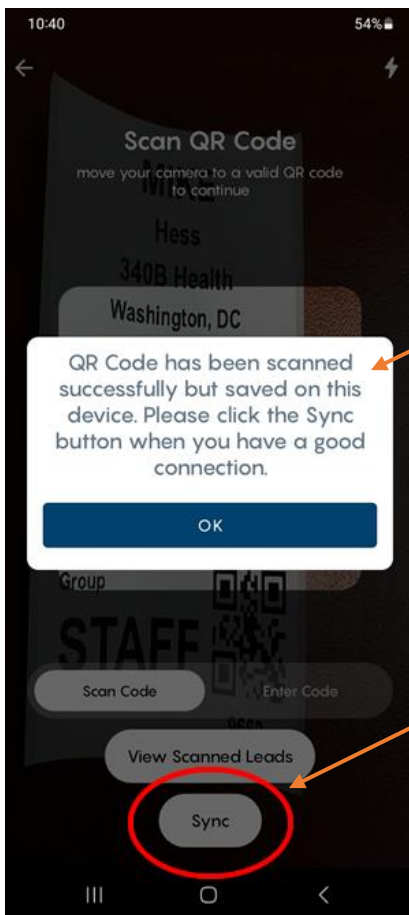 10:40 54%
Scan QR Code
move your camera to a valid QR code
to continue
MIKE
Hess
340B Health
Washington, DC
QR Code has been scanned
successfully but saved on this
device. Please click the Sync
button when you have a good
connection.
OK
Group
STAFF
Scan Code Enter Code
9660
View Scanned Leads
Sync